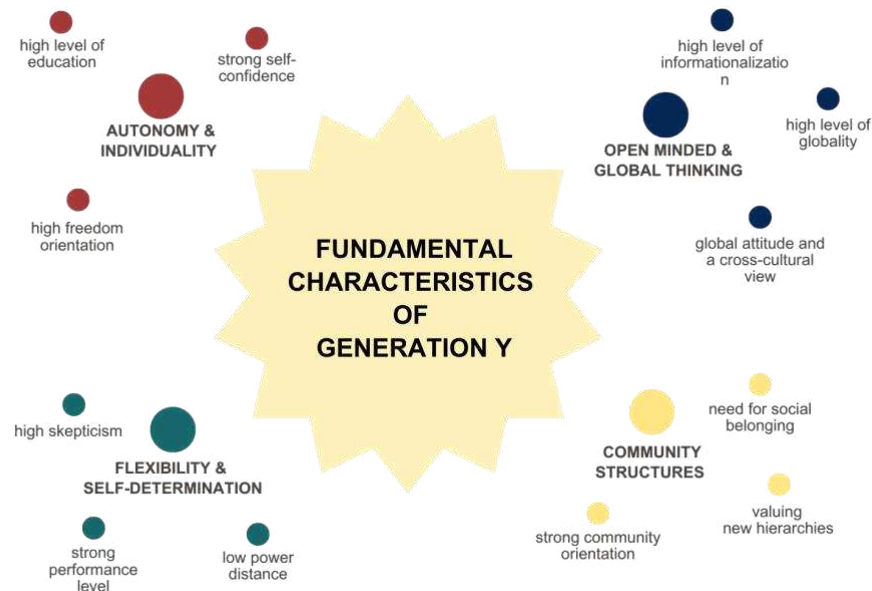 high level of
education
strong self-
confidence
AUTONOMY &
INDIVIDUALITY
high freedom
orientation
high level of
informationalizatio
n
high level of
globality
OPEN MINDED &
GLOBAL THINKING
global attitude and
a cross-cultural
view
FUNDAMENTAL
CHARACTERISTICS
OF
GENERATION Y
high skepticism
FLEXIBILITY &
SELF-DETERMINATION
strong
performance
level
low power
distance
need for social
belonging
COMMUNITY
STRUCTURES
valuing
new hierarchies
strong community
orientation